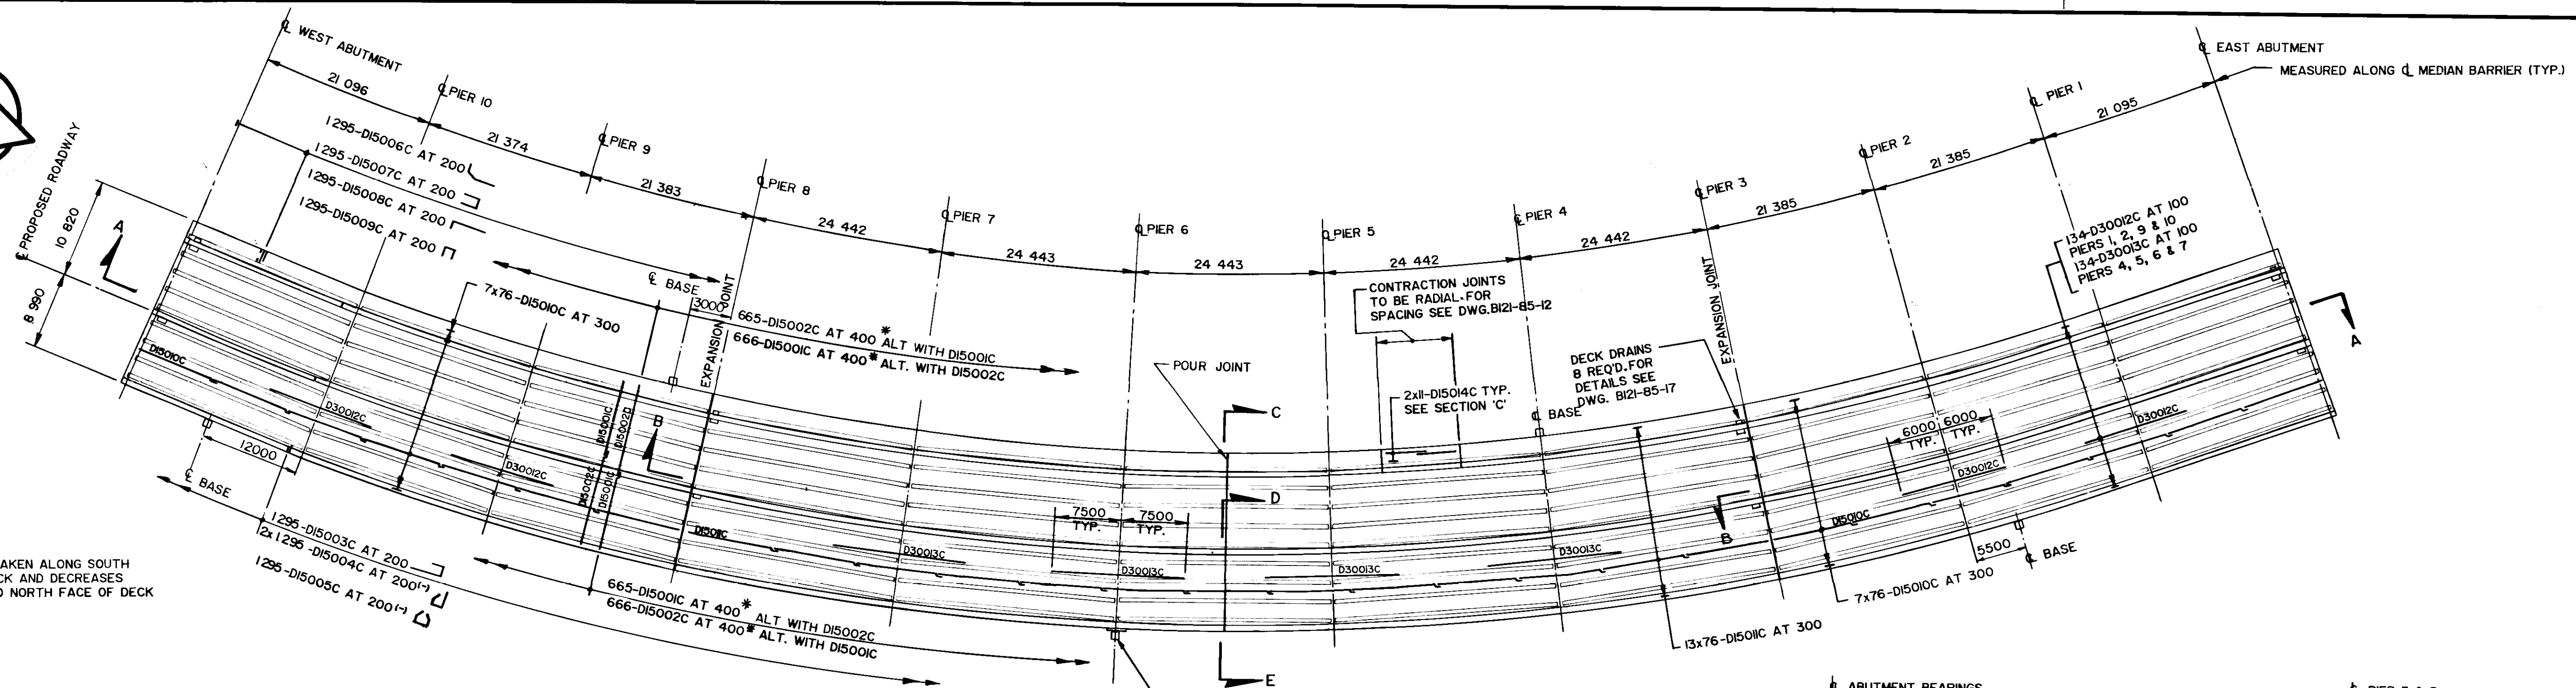 ℄ WEST ABUTMENT
21 096
℄ PIER 10
21 374
℄ PIER 9
21 383
℄ PIER 8
24 442
℄ PIER 7
24 443
℄ PIER 6
24 443
℄ PIER 5
24 442
℄ PIER 4
24 442
℄ PIER 3
21 385
℄ PIER 2
21 385
℄ PIER 1
21 095
℄ EAST ABUTMENT
MEASURED ALONG ℄ MEDIAN BARRIER (TYP.)
℄ PROPOSED ROADWAY
10 820
8 990
A
1295-D15006C AT 200
1295-D15007C AT 200
1295-D15008C AT 200
1295-D15009C AT 200
7x76-D15010C AT 300
℄ BASE
3000
EXPANSION JOINT
665-D15002C AT 400* ALT WITH D15001C
666-D15001C AT 400* ALT. WITH D15002C
POUR JOINT
C
D
E
CONTRACTION JOINTS
TO BE RADIAL. FOR
SPACING SEE DWG. B121-85-12
2x11-D15014C TYP.
SEE SECTION 'C'
DECK DRAINS
8 REQ'D. FOR
DETAILS SEE
DWG. B121-85-17
℄ BASE
EXPANSION JOINT
134-D30012C AT 100
PIERS 1, 2, 9 & 10
134-D30013C AT 100
PIERS 4, 5, 6 & 7
A
D15010C
D30012C
D30012C
D15001C
D15002C
D15002C
D15001C
B
D15011C
D30013C
7500 TYP.
7500 TYP.
D30013C
D30013C
D30013C
B
D15010C
6000 TYP.
6000 TYP.
D30012C
D30012C
12000
℄ BASE
5500
℄ BASE
7x76-D15010C AT 300
13x76-D15011C AT 300
1295-D15003C AT 200
2x1295-D15004C AT 200(-)
1295-D15005C AT 200(-)
665-D15001C AT 400* ALT WITH D15002C
666-D15002C AT 400* ALT. WITH D15001C
AKEN ALONG SOUTH
CK AND DECREASES
O NORTH FACE OF DECK
℄ ABUTMENT BEARINGS